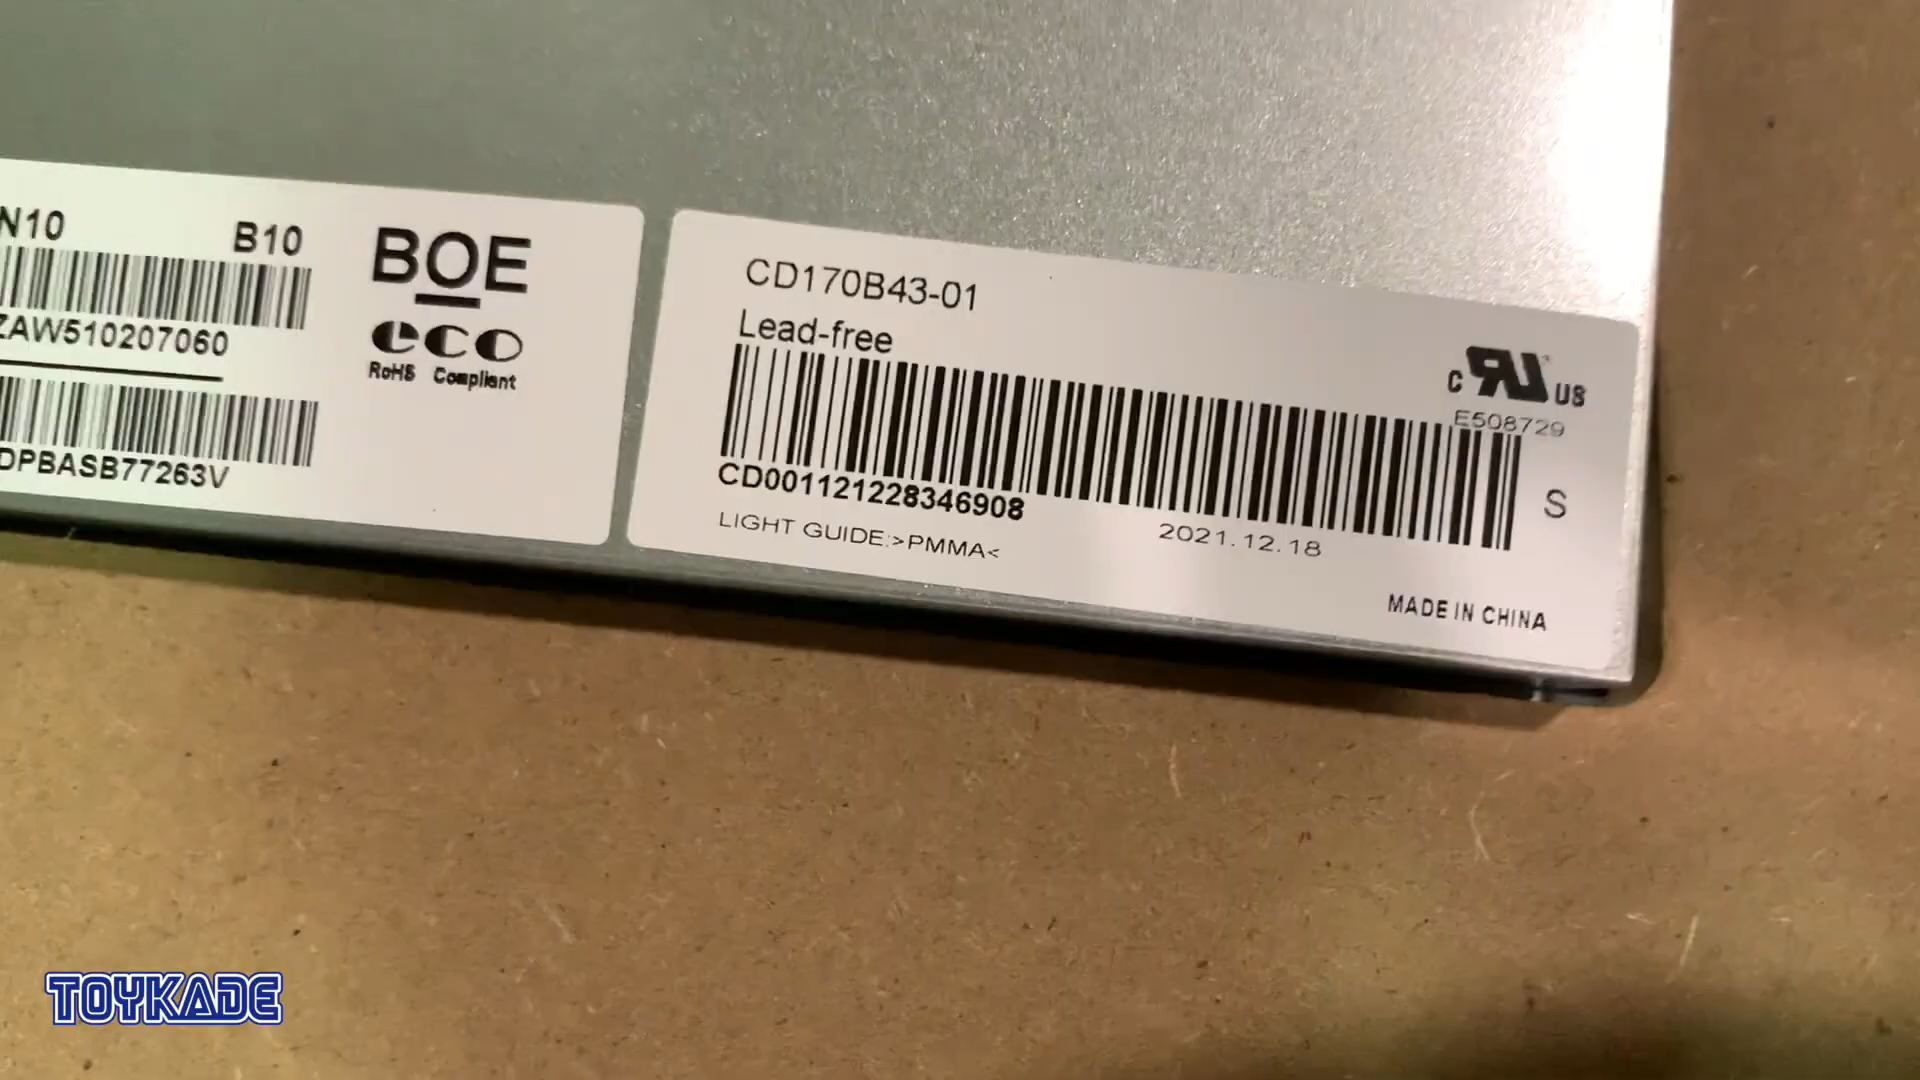 N10 B10
ZAW510207060
DPBASB77263V
BOE
eco
RoHS Compliant
CD170B43-01
Lead-free
CD001121228346908
LIGHT GUIDE:>PMMA<
2021.12.18
C RU US
E508729
S
MADE IN CHINA
TOYKADE